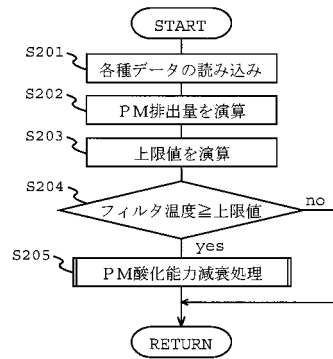 START
S201
各種データの読み込み
S202
PM排出量を演算
S203
上限値を演算
S204
フィルタ温度≧上限値
no
yes
S205
PM酸化能力減衰処理
RETURN